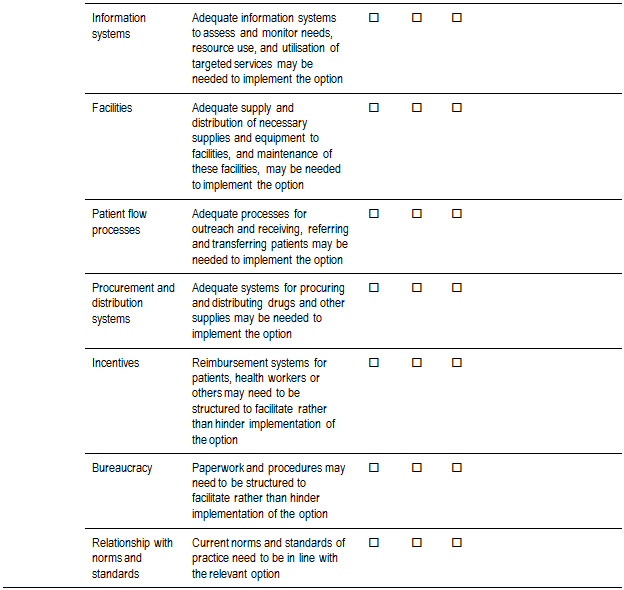 Information
systems
Adequate information systems
to assess and monitor needs,
resource use, and utilisation of
targeted services may be
needed to implement the option
☐ ☐ ☐
Facilities
Adequate supply and
distribution of necessary
supplies and equipment to
facilities, and maintenance of
these facilities, may be needed
to implement the option
☐ ☐ ☐
Patient flow
processes
Adequate processes for
outreach and receiving, referring
and transferring patients may be
needed to implement the option
☐ ☐ ☐
Procurement and
distribution
systems
Adequate systems for procuring
and distributing drugs and other
supplies may be needed to
implement the option
☐ ☐ ☐
Incentives
Reimbursement systems for
patients, health workers or
others may need to be
structured to facilitate rather
than hinder implementation of
the option
☐ ☐ ☐
Bureaucracy
Paperwork and procedures may
need to be structured to
facilitate rather than hinder
implementation of the option
☐ ☐ ☐
Relationship with
norms and
standards
Current norms and standards of
practice need to be in line with
the relevant option
☐ ☐ ☐